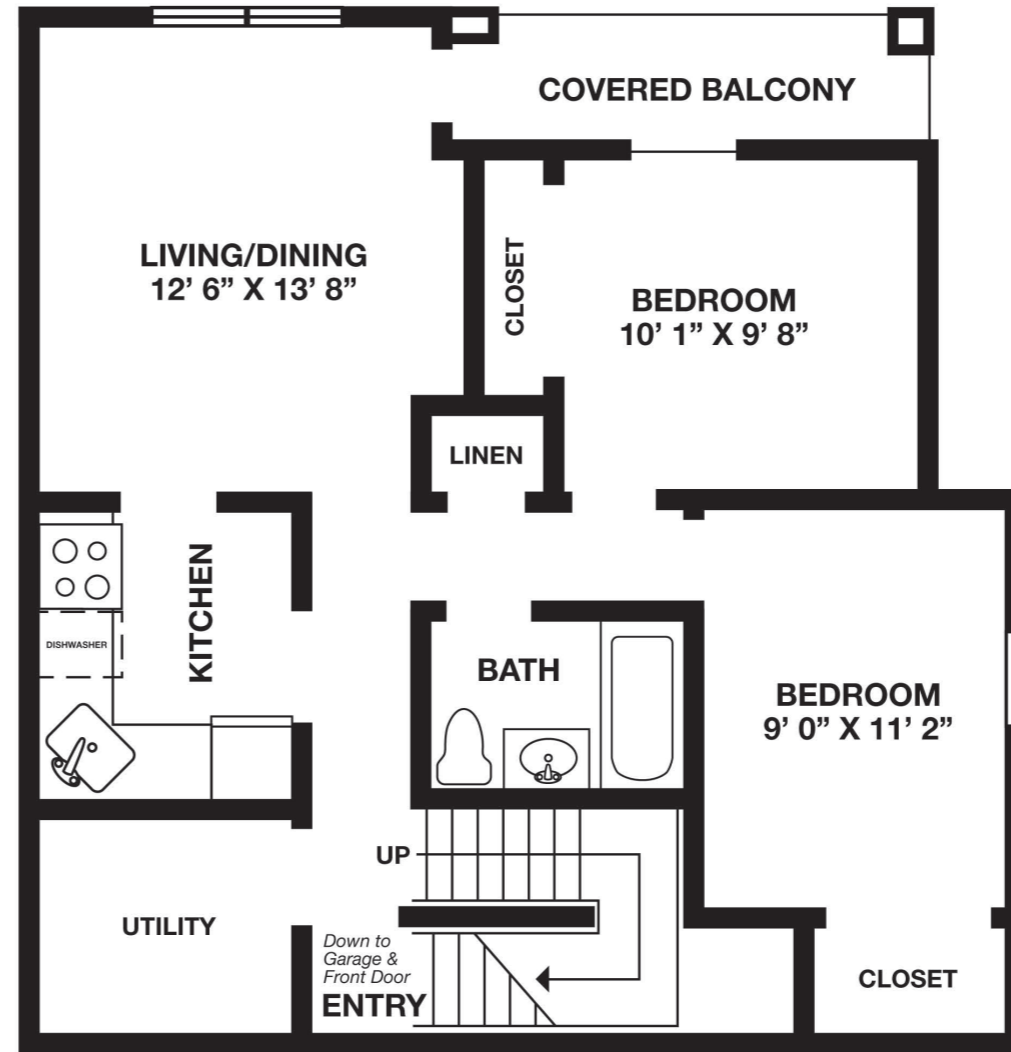 COVERED BALCONY
LIVING/DINING
12’ 6” X 13’ 8”
CLOSET
BEDROOM
10’ 1” X 9’ 8”
LINEN
KITCHEN
DISHWASHER
BATH
BEDROOM
9’ 0” X 11’ 2”
UP
UTILITY
Down to
Garage &
Front Door
ENTRY
CLOSET